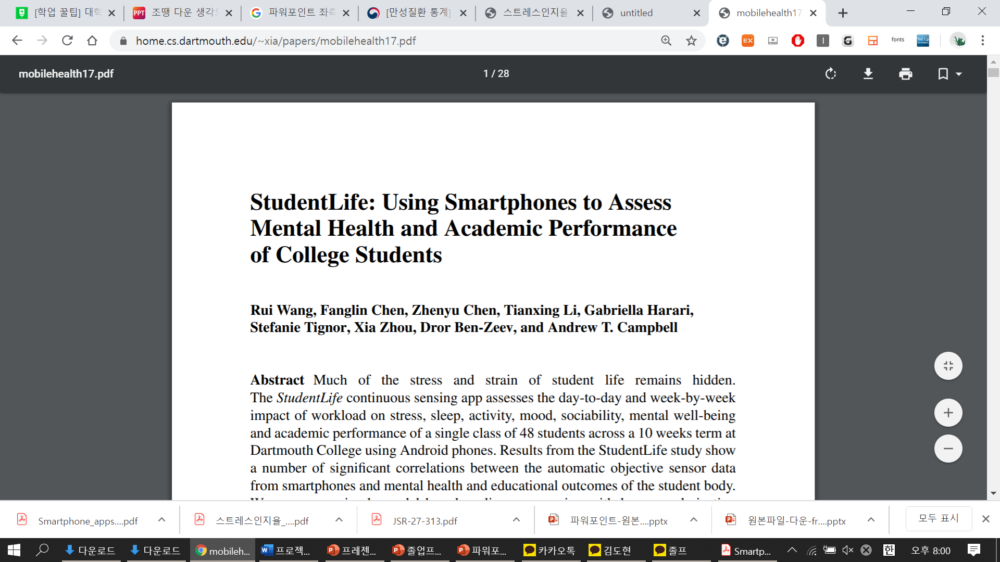 [학업 꿀팁] 대학
PPT 조땡 다운 생각의
파워포인트 좌측
[만성질환 통계]
스트레스인지율
untitled
mobilehealth17
home.cs.dartmouth.edu/~xia/papers/mobilehealth17.pdf
EX
fonts
mobilehealth17.pdf
1 / 28
StudentLife: Using Smartphones to Assess
Mental Health and Academic Performance
of College Students
Rui Wang, Fanglin Chen, Zhenyu Chen, Tianxing Li, Gabriella Harari,
Stefanie Tignor, Xia Zhou, Dror Ben-Zeev, and Andrew T. Campbell
Abstract Much of the stress and strain of student life remains hidden.
The StudentLife continuous sensing app assesses the day-to-day and week-by-week
impact of workload on stress, sleep, activity, mood, sociability, mental well-being
and academic performance of a single class of 48 students across a 10 weeks term at
Dartmouth College using Android phones. Results from the StudentLife study show
a number of significant correlations between the automatic objective sensor data
from smartphones and mental health and educational outcomes of the student body.
Smartphone_apps....pdf
스트레스인지율_....pdf
JSR-27-313.pdf
파워포인트-원본....pptx
원본파일-다운-fr....pptx
모두 표시
다운로드
다운로드
mobileh...
프로젝...
프레젠...
졸업프...
파워포...
카카오톡
김도현
졸프
Smartp...
한
오후 8:00